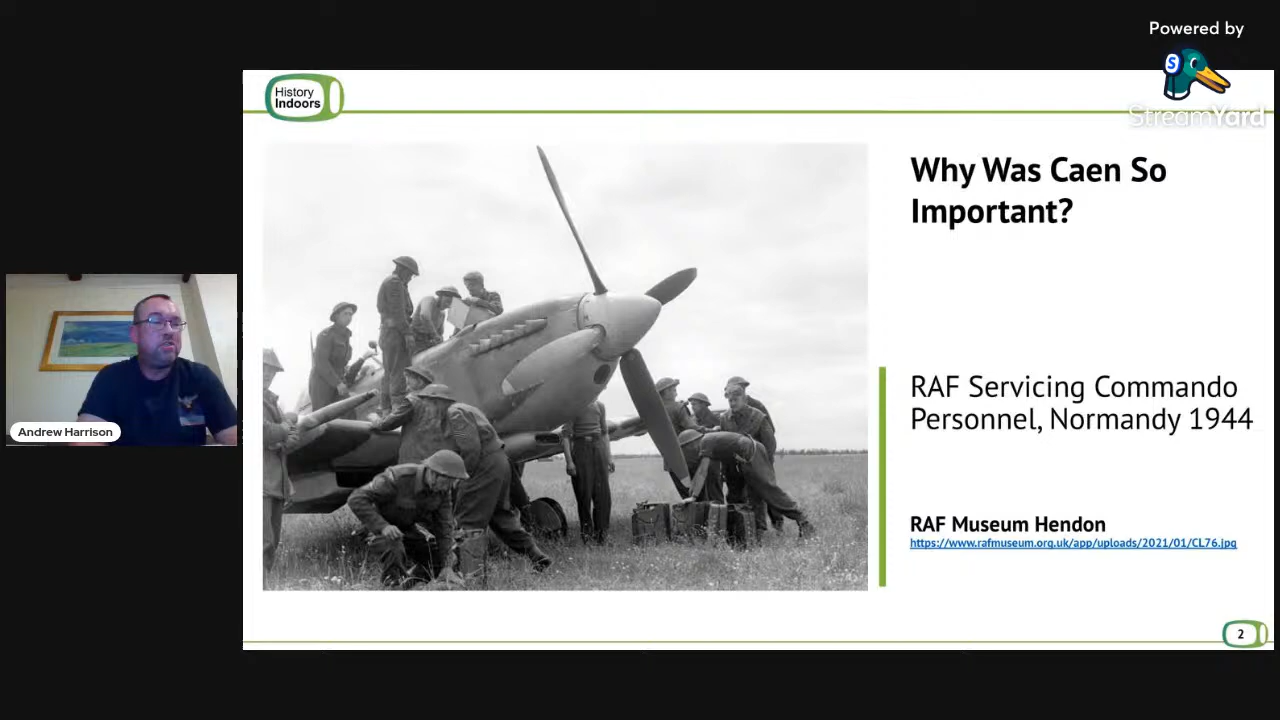 Powered by
S
StreamYard
History
Indoors
Why Was Caen So
Important?
RAF Servicing Commando
Personnel, Normandy 1944
RAF Museum Hendon
https://www.rafmuseum.org.uk/app/uploads/2021/01/CL76.jpg
Andrew Harrison
2